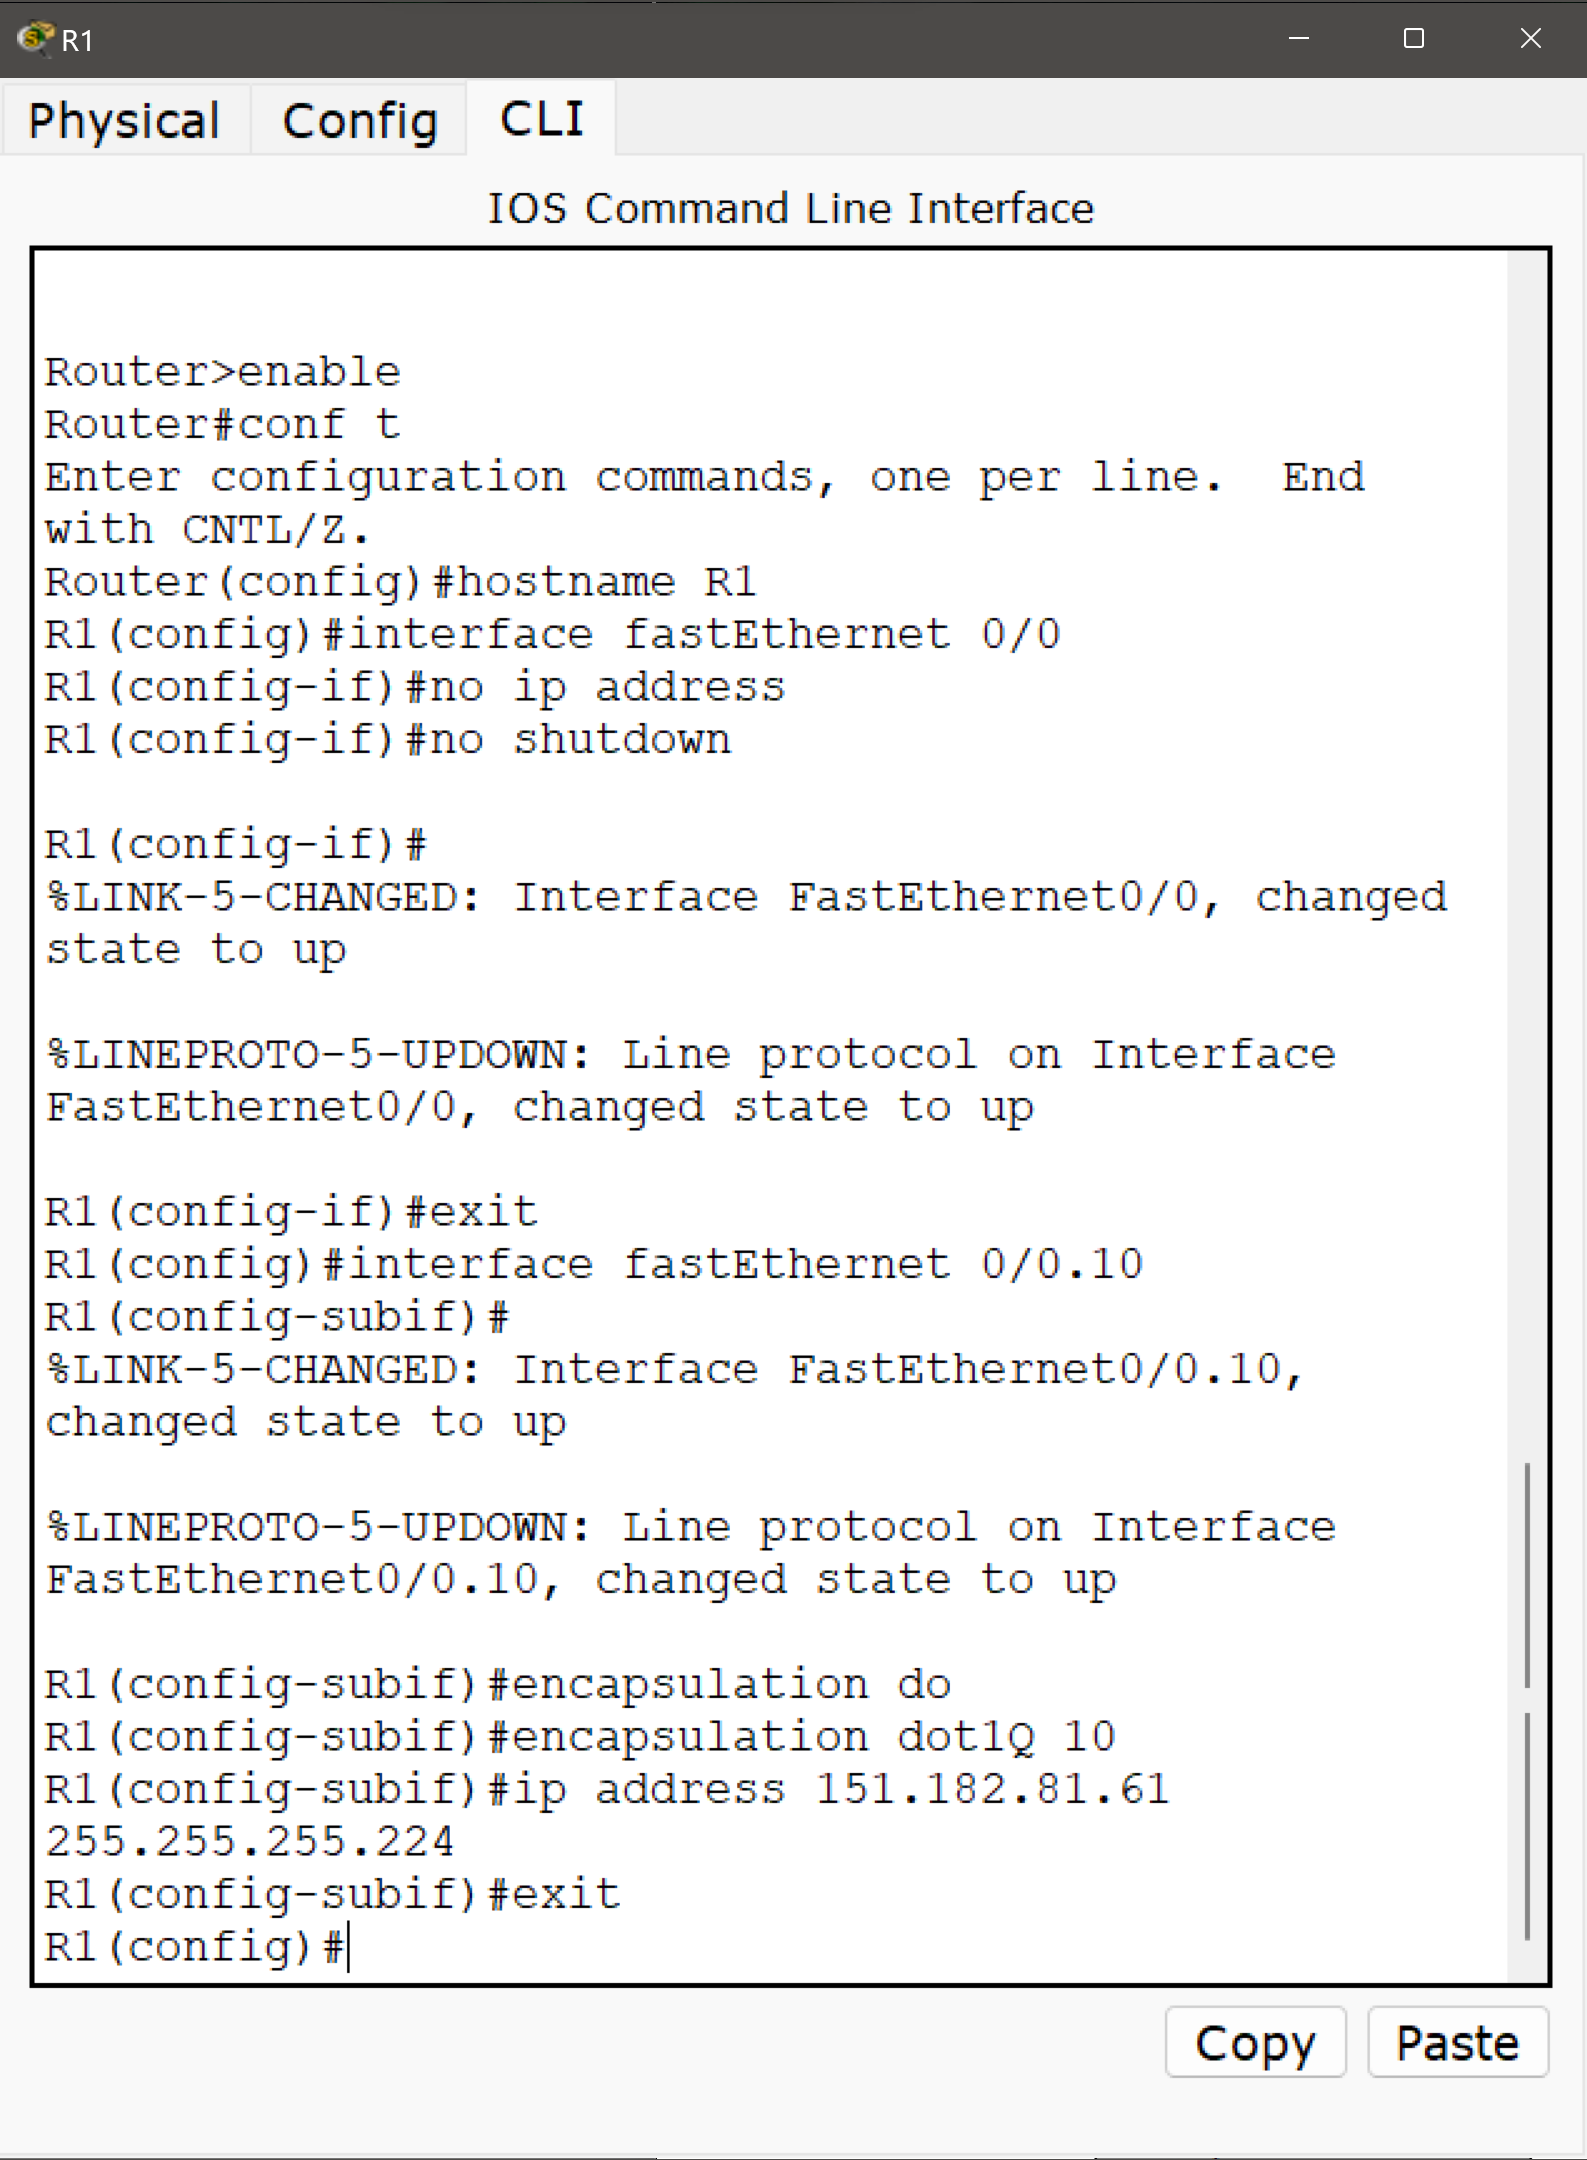 R1
Physical
Config
CLI
IOS Command Line Interface
Router>enable
Router#conf t
Enter configuration commands, one per line.  End
with CNTL/Z.
Router(config)#hostname R1
R1(config)#interface fastEthernet 0/0
R1(config-if)#no ip address
R1(config-if)#no shutdown
R1(config-if)#
%LINK-5-CHANGED: Interface FastEthernet0/0, changed
state to up
%LINEPROTO-5-UPDOWN: Line protocol on Interface
FastEthernet0/0, changed state to up
R1(config-if)#exit
R1(config)#interface fastEthernet 0/0.10
R1(config-subif)#
%LINK-5-CHANGED: Interface FastEthernet0/0.10,
changed state to up
%LINEPROTO-5-UPDOWN: Line protocol on Interface
FastEthernet0/0.10, changed state to up
R1(config-subif)#encapsulation do
R1(config-subif)#encapsulation dot1Q 10
R1(config-subif)#ip address 151.182.81.61
255.255.255.224
R1(config-subif)#exit
R1(config)#
Copy
Paste